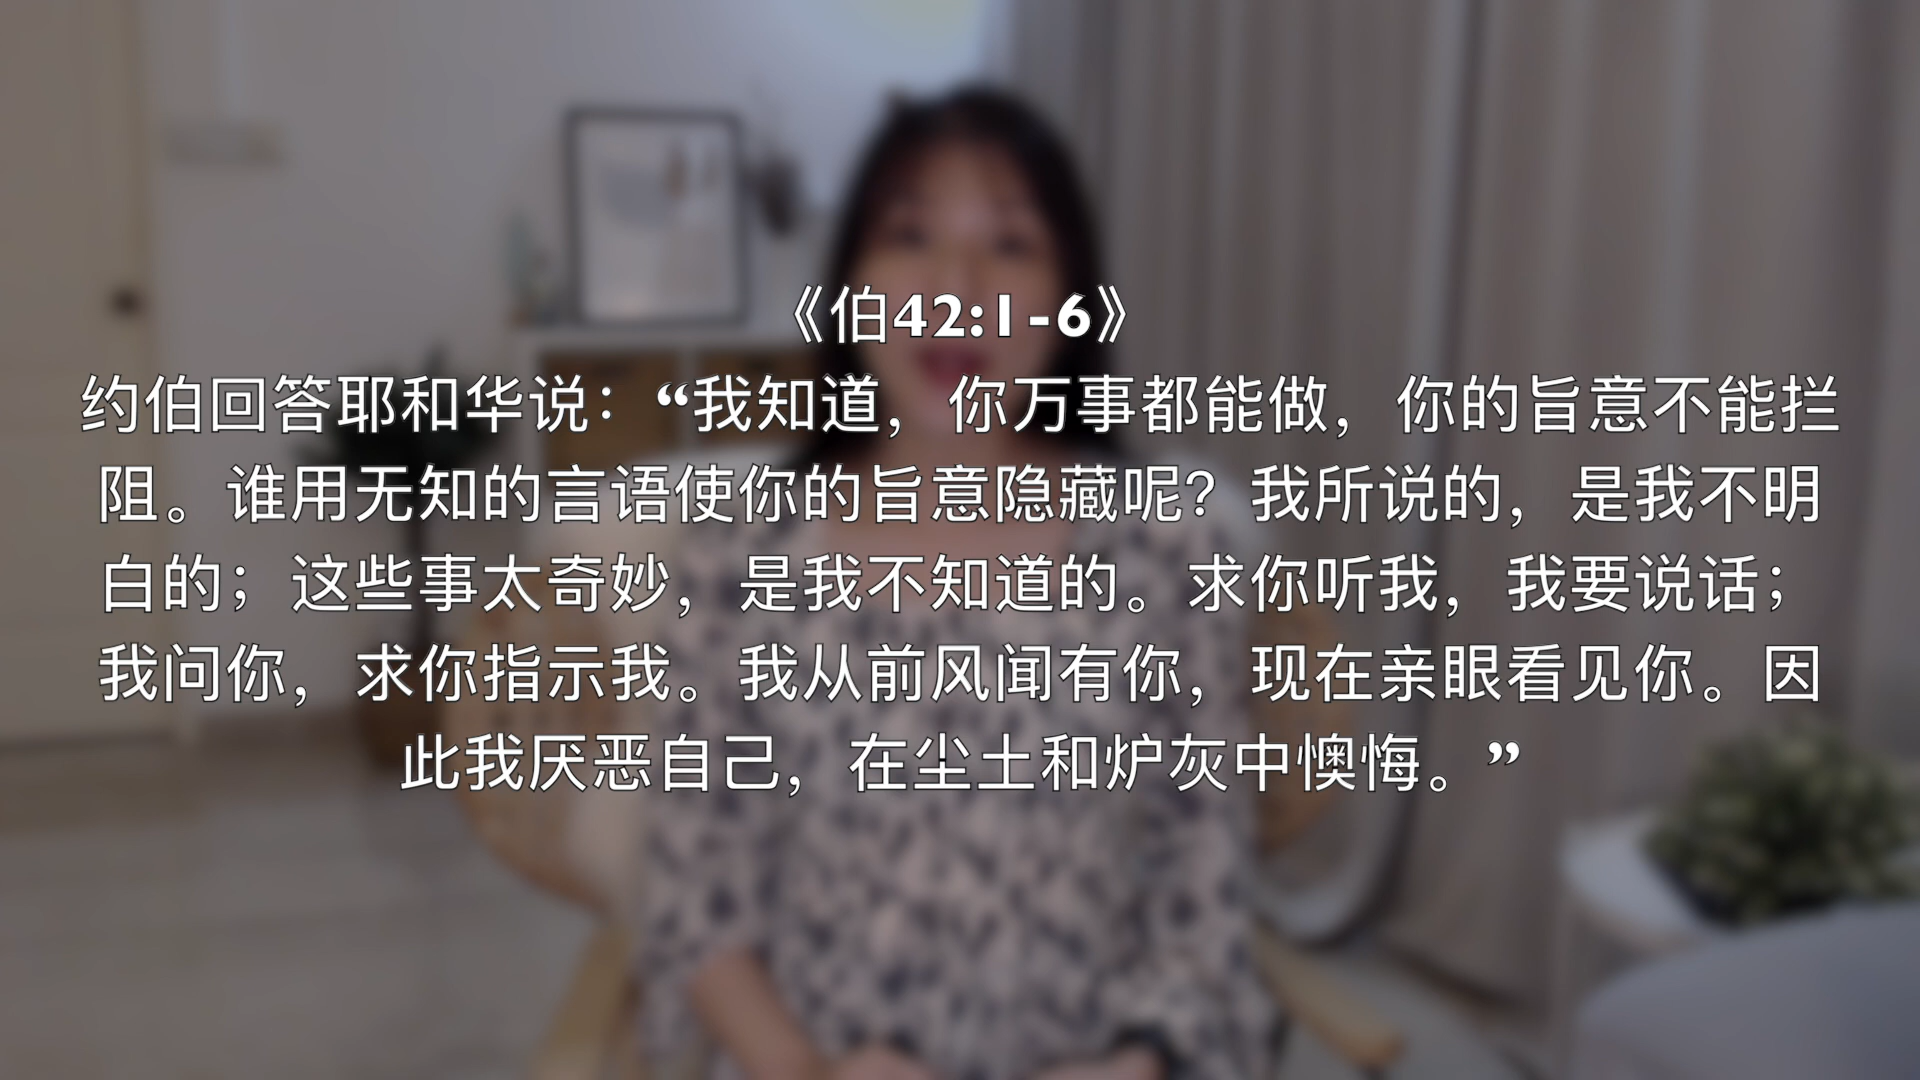 《伯42:1-6》
约伯回答耶和华说：“我知道，你万事都能做，你的旨意不能拦
阻。谁用无知的言语使你的旨意隐藏呢？我所说的，是我不明
白的；这些事太奇妙，是我不知道的。求你听我，我要说话；
我问你，求你指示我。我从前风闻有你，现在亲眼看见你。因
此我厌恶自己，在尘土和炉灰中懊悔。”